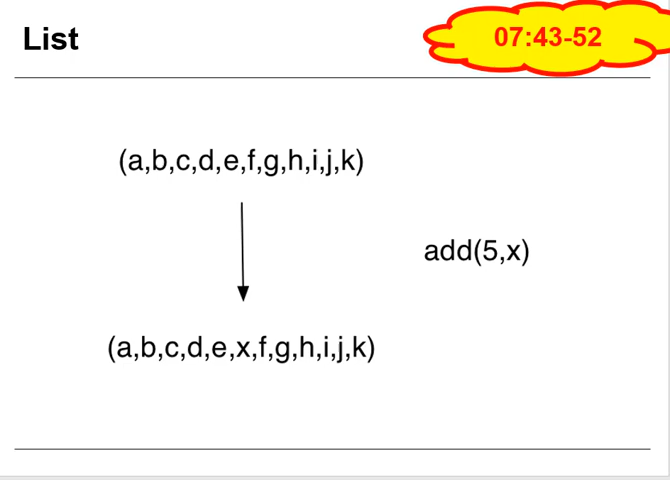 List
07:43-52
(a,b,c,d,e,f,g,h,i,j,k)
add(5,x)
(a,b,c,d,e,x,f,g,h,i,j,k)